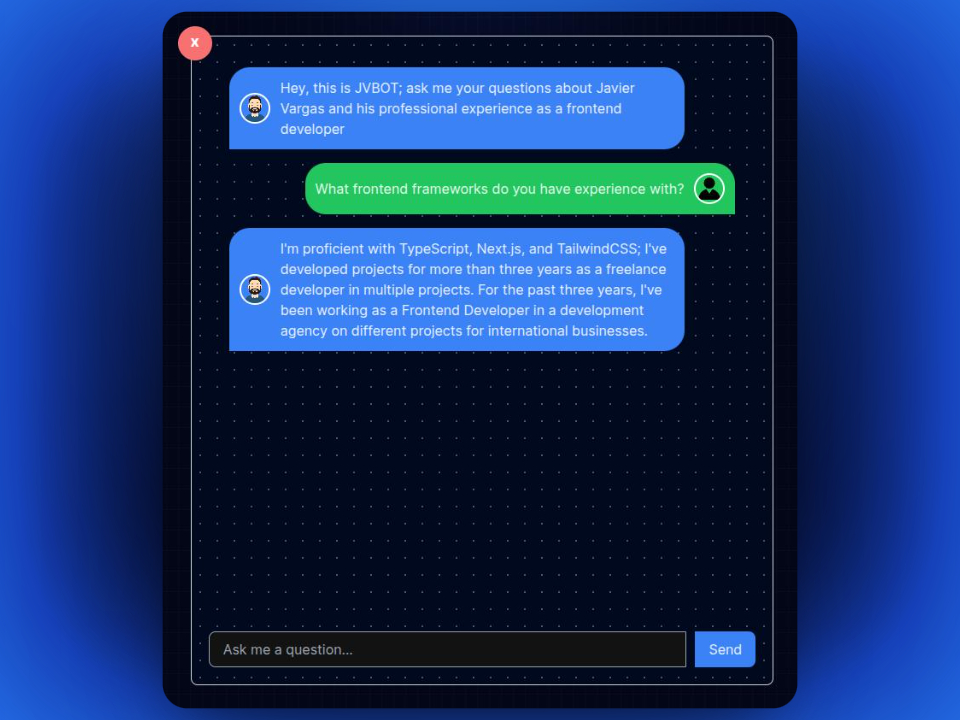 x
Hey, this is JVBOT; ask me your questions about Javier
Vargas and his professional experience as a frontend
developer
What frontend frameworks do you have experience with?
I'm proficient with TypeScript, Next.js, and TailwindCSS; I've
developed projects for more than three years as a freelance
developer in multiple projects. For the past three years, I've
been working as a Frontend Developer in a development
agency on different projects for international businesses.
Ask me a question...
Send